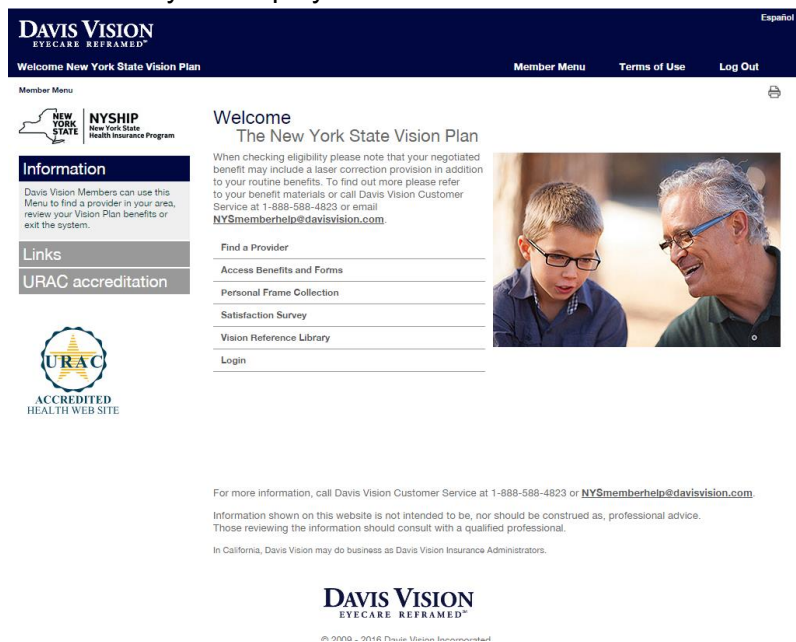 Español
DAVIS VISION
EYECARE REFRAMED™
Welcome New York State Vision Plan
Member Menu
Terms of Use
Log Out
Member Menu
NEW
YORK
STATE
NYSHIP
New York State
Health Insurance Program
Information
Davis Vision Members can use this
Menu to find a provider in your area,
review your Vision Plan benefits or
exit the system.
Links
URAC accreditation
URAC
ACCREDITED
HEALTH WEB SITE
Welcome
The New York State Vision Plan
When checking eligibility please note that your negotiated
benefit may include a laser correction provision in addition
to your routine benefits. To find out more please refer
to your benefit materials or call Davis Vision Customer
Service at 1-888-588-4823 or email
NYSmemberhelp@davisvision.com.
Find a Provider
Access Benefits and Forms
Personal Frame Collection
Satisfaction Survey
Vision Reference Library
Login
For more information, call Davis Vision Customer Service at 1-888-588-4823 or NYSmemberhelp@davisvision.com.
Information shown on this website is not intended to be, nor should be construed as, professional advice.
Those reviewing the information should consult with a qualified professional.
In California, Davis Vision may do business as Davis Vision Insurance Administrators.
DAVIS VISION
EYECARE REFRAMED™
© 2009 - 2016 Davis Vision Incorporated